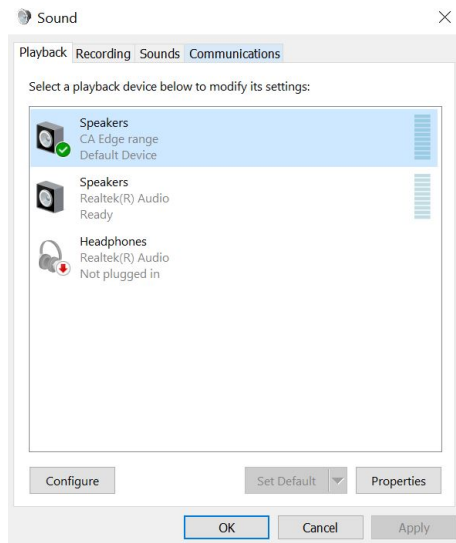 Sound
Playback Recording Sounds Communications
Select a playback device below to modify its settings:
Speakers
CA Edge range
Default Device
Speakers
Realtek(R) Audio
Ready
Headphones
Realtek(R) Audio
Not plugged in
Configure Set Default Properties
OK Cancel Apply